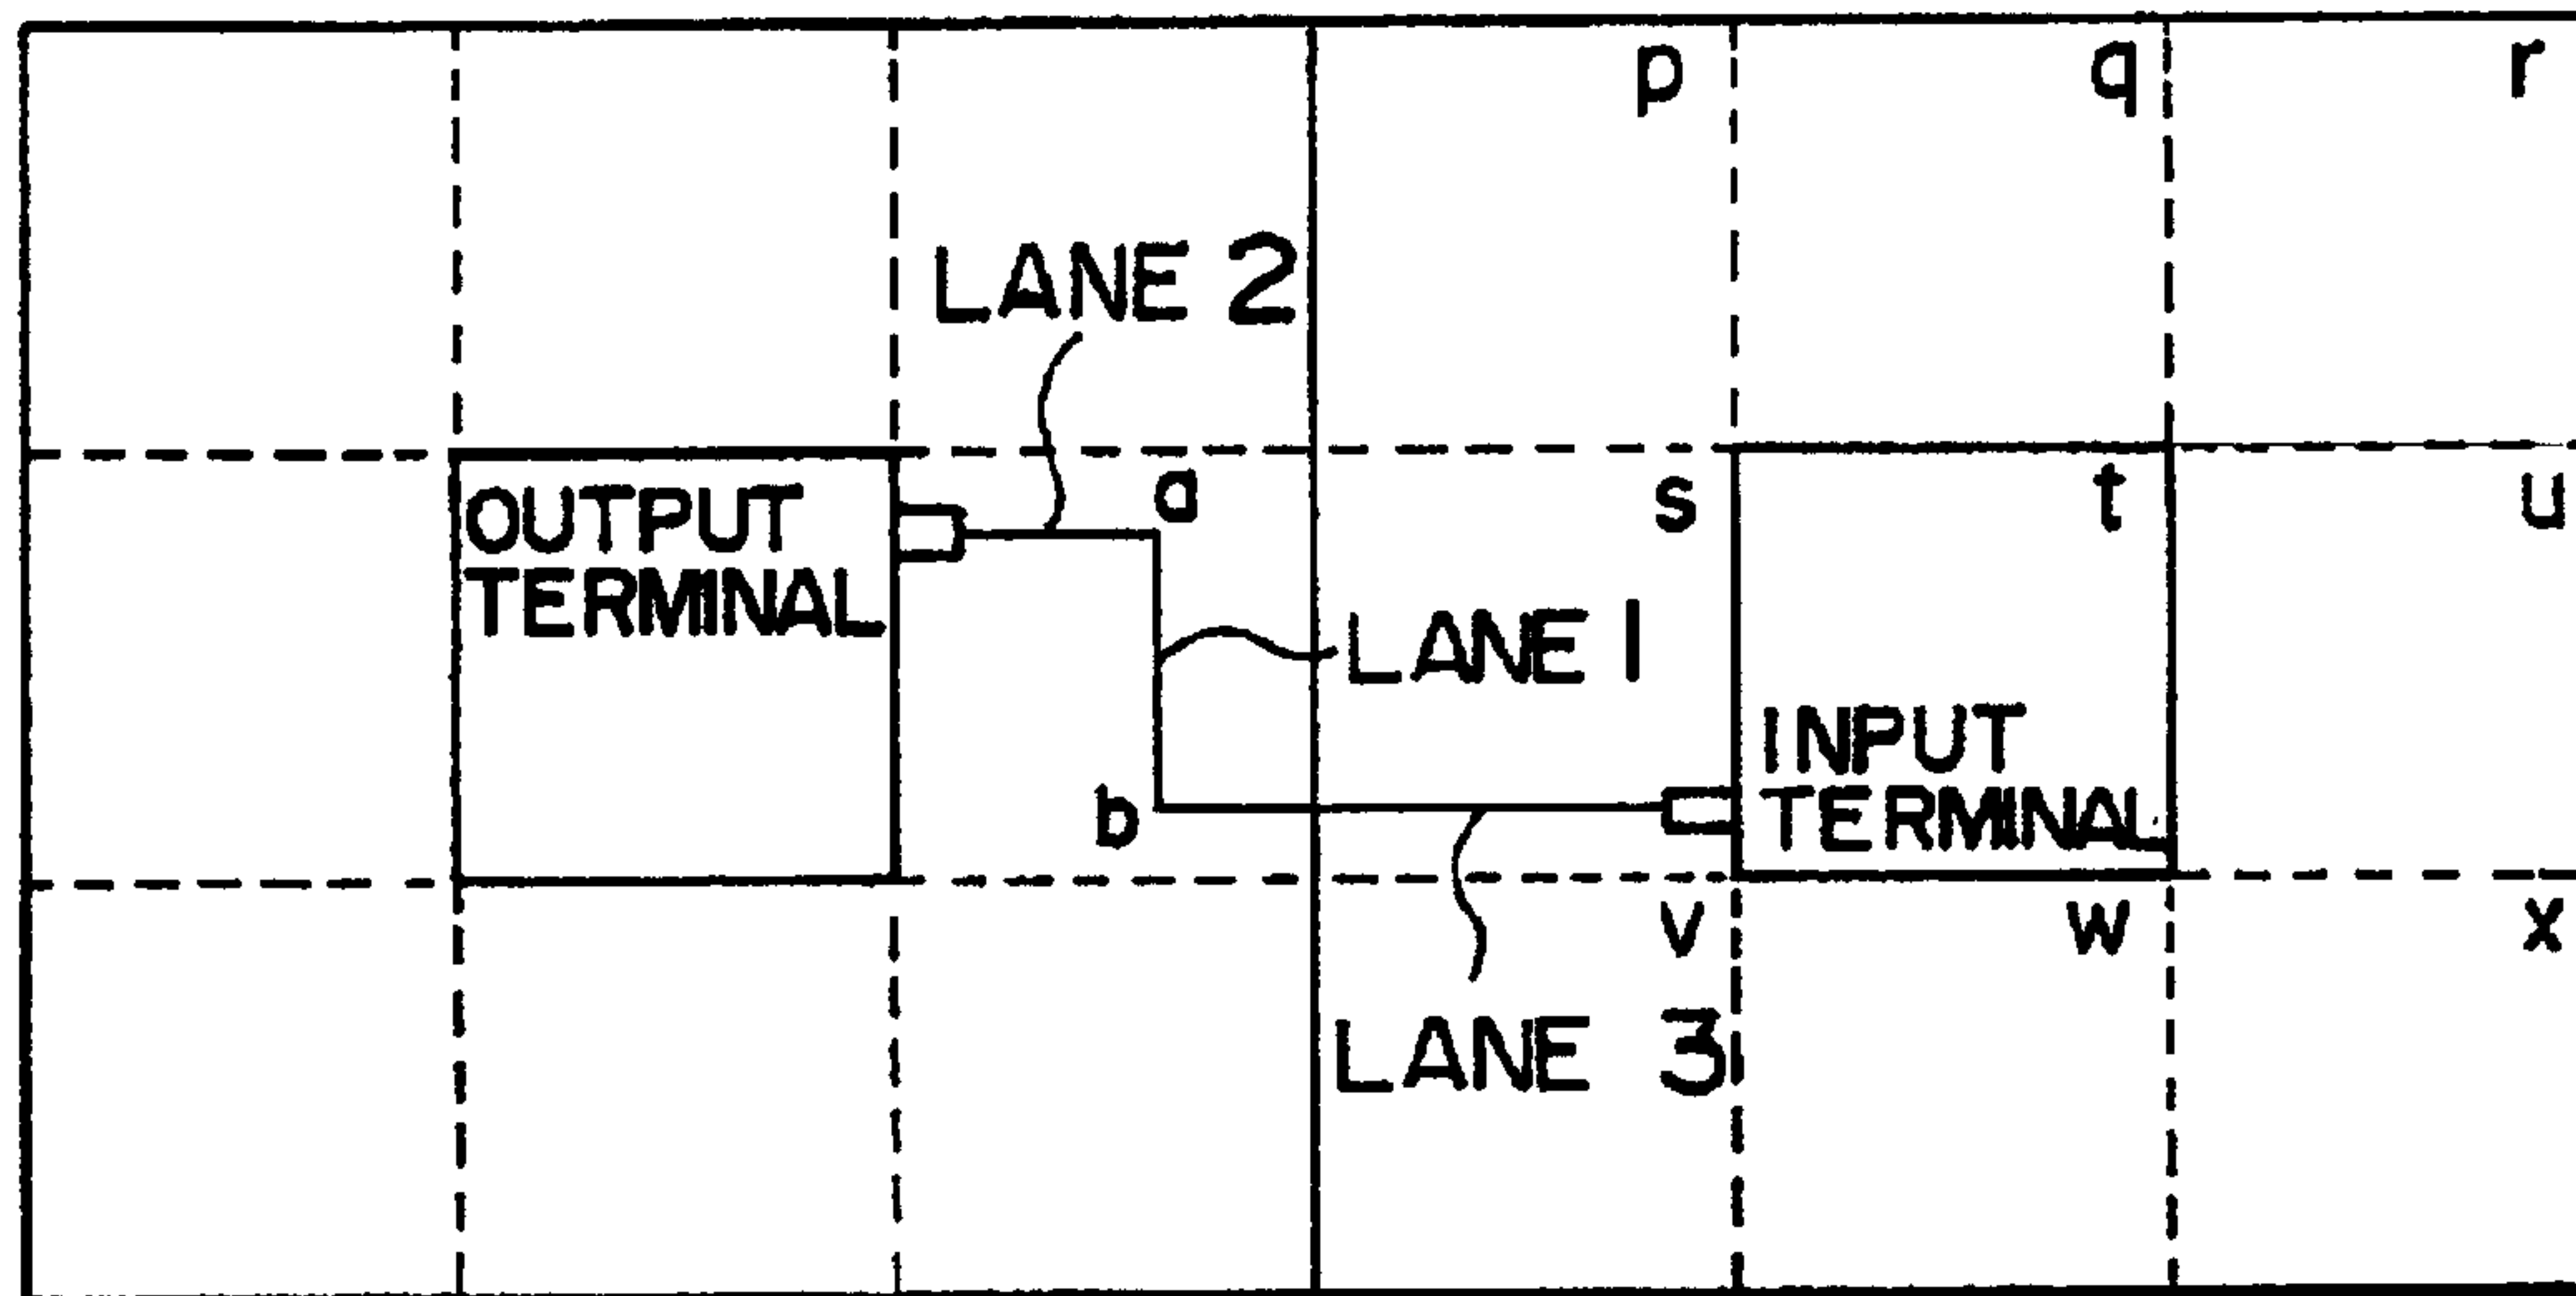 p q r
LANE 2
OUTPUT
TERMINAL
a
s t u
LANE 1
INPUT
TERMINAL
b
v w x
LANE 3